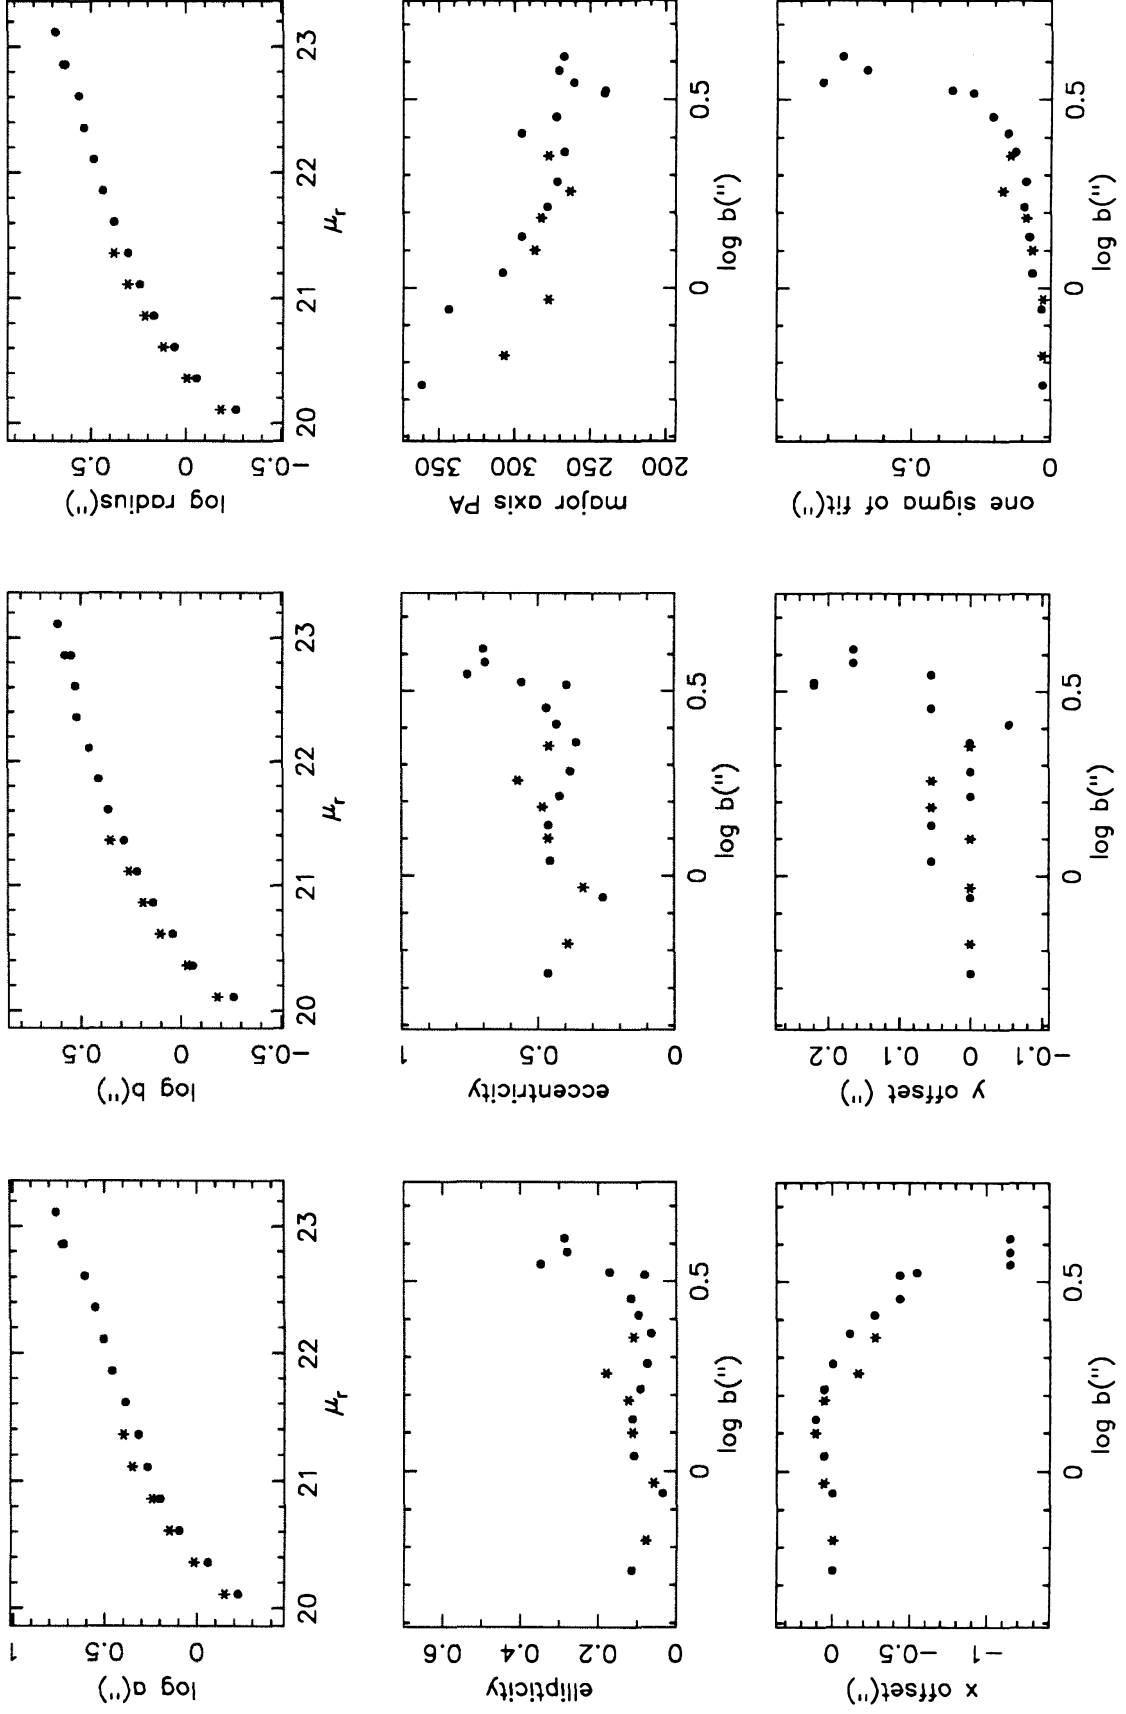 1
0.5
0
log a(")
20
21
22
23
μr
0.5
0
−0.5
log b(")
20
21
22
23
μr
0.5
0
−0.5
log radius(")
20
21
22
23
μr
0.6
0.4
0.2
0
ellipticity
0
0.5
log b(")
1
0.5
0
eccentricity
0
0.5
log b(")
350
300
250
200
major axis PA
0
0.5
log b(")
0
−0.5
−1
x offset(")
0
0.5
log b(")
0.2
0.1
0
−0.1
y offset (")
0
0.5
log b(")
0.5
0
one sigma of fit(")
0
0.5
log b(")